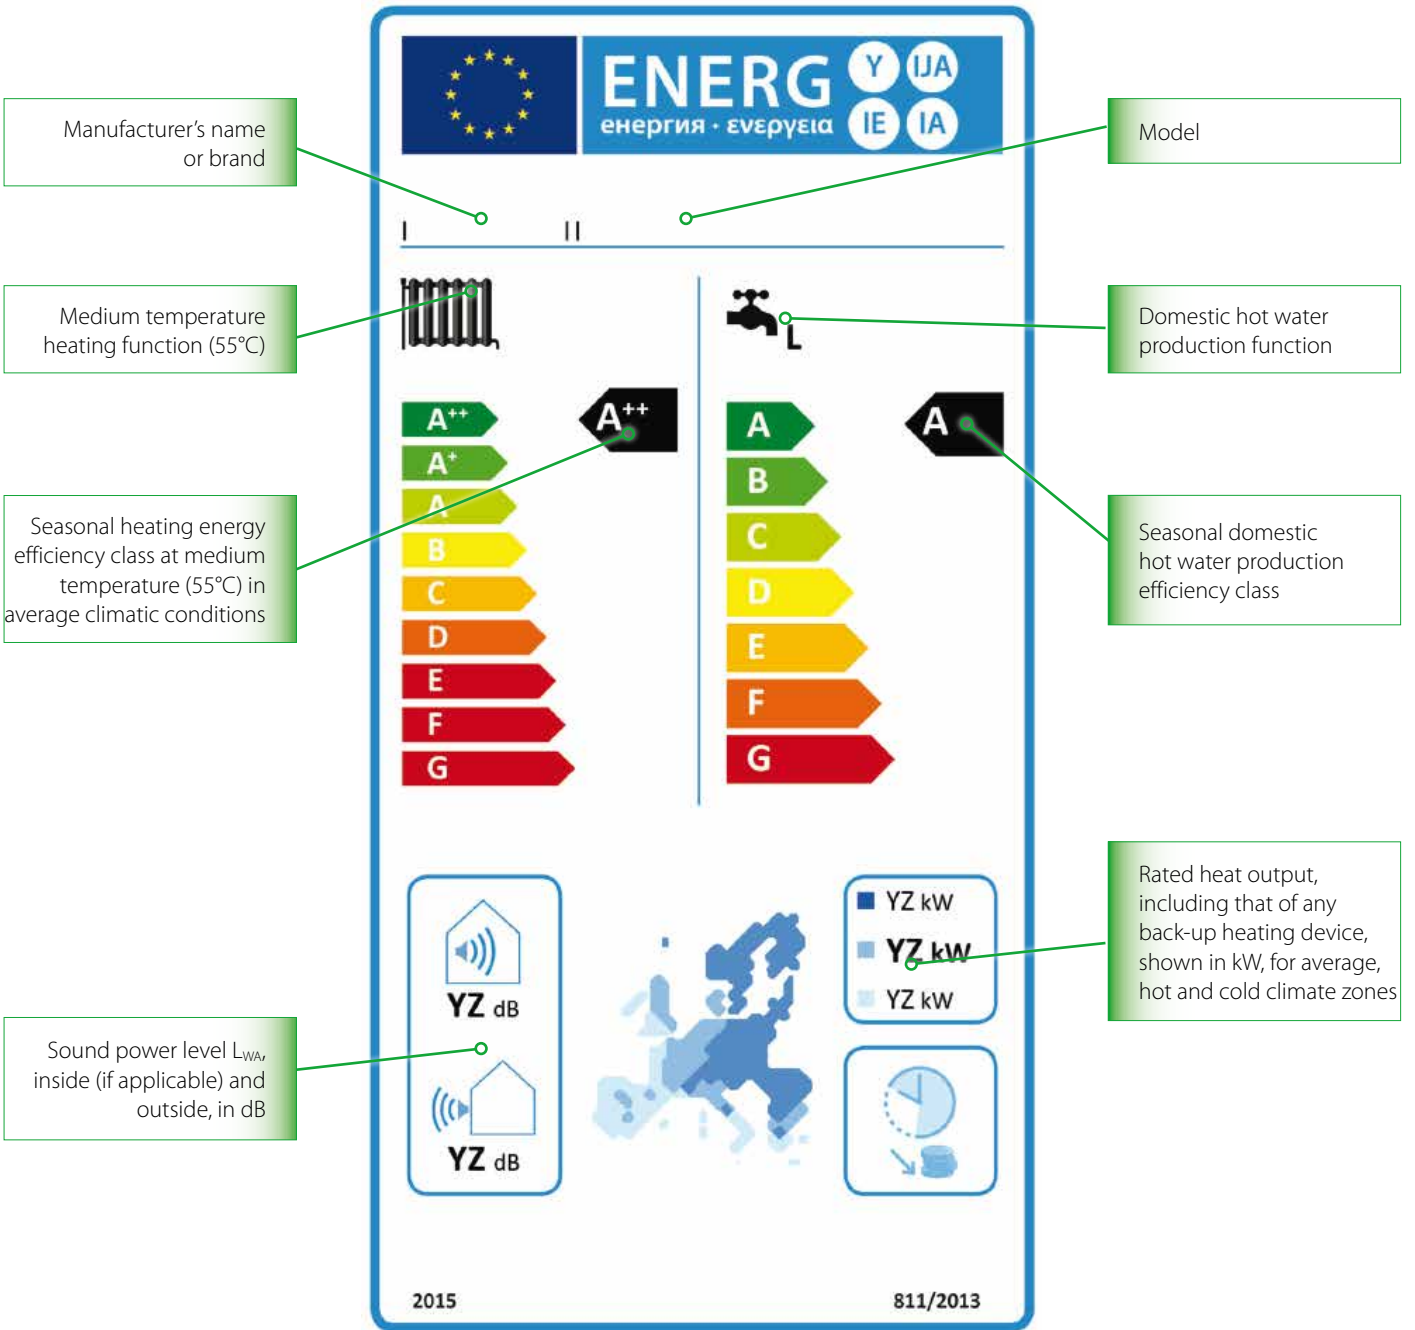 ENERG
енергия · ενεργεια
Y
IJA
IE
IA
Manufacturer's name
or brand
Model
I
II
Medium temperature
heating function (55°C)
Domestic hot water
production function
L
A++
A+
A
B
C
D
E
F
G
A++
A
B
C
D
E
F
G
A
Seasonal heating energy
efficiency class at medium
temperature (55°C) in
average climatic conditions
Seasonal domestic
hot water production
efficiency class
Rated heat output,
including that of any
back-up heating device,
shown in kW, for average,
hot and cold climate zones
YZ kW
YZ kW
YZ kW
YZ dB
YZ dB
Sound power level LWA,
inside (if applicable) and
outside, in dB
2015
811/2013